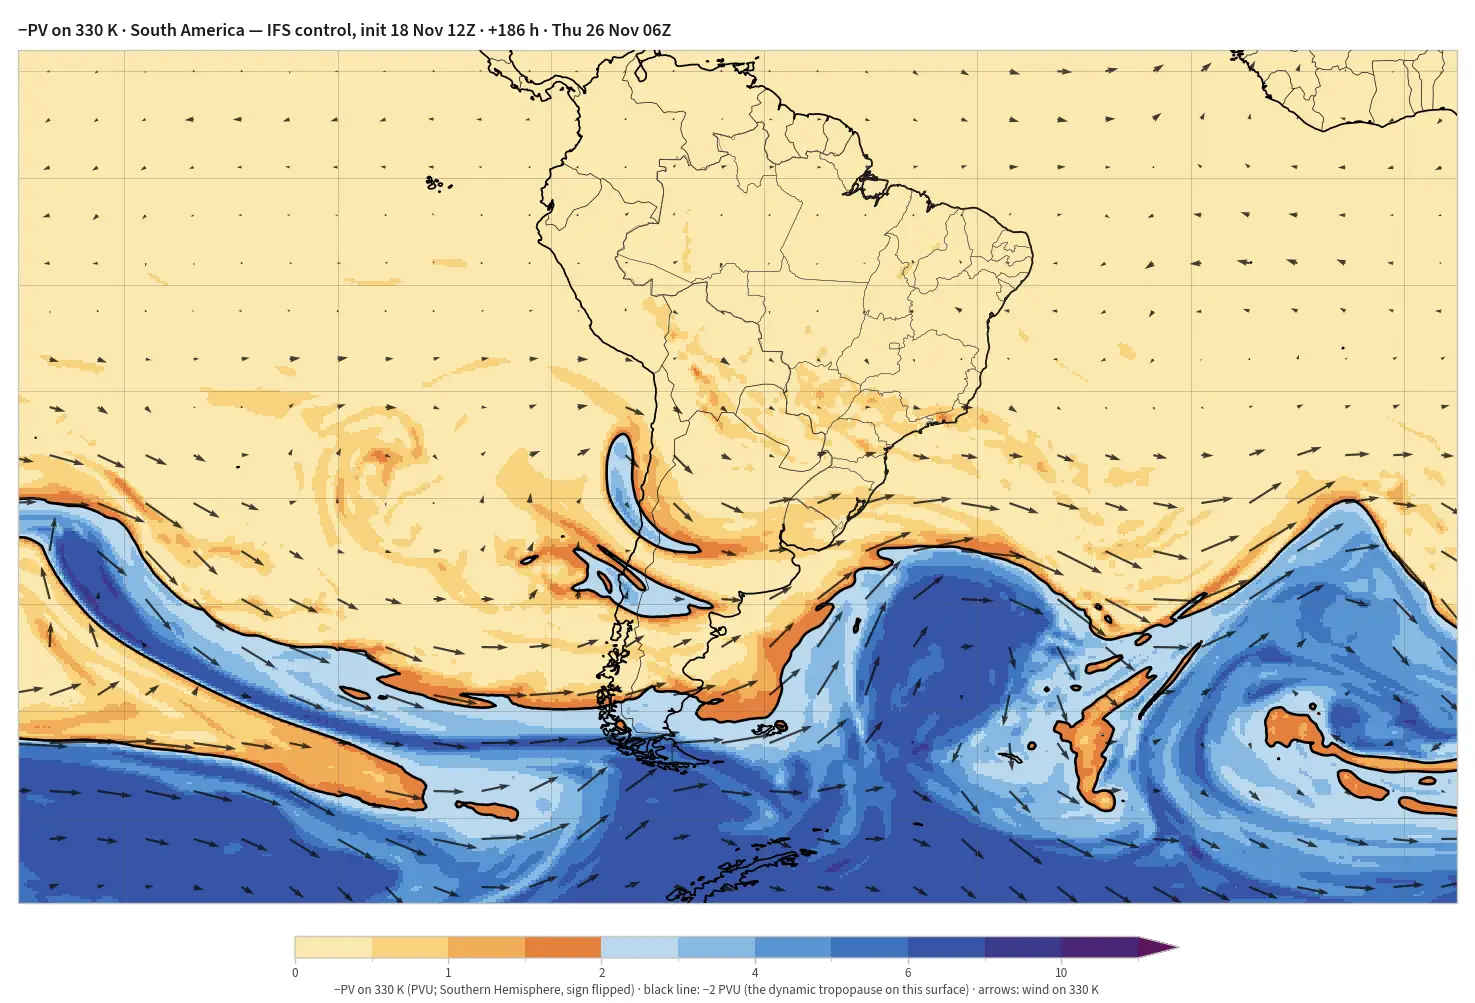 −PV on 330 K · South America — IFS control, init 18 Nov 12Z · +186 h · Thu 26 Nov 06Z
0 1 2 4 6 10
−PV on 330 K (PVU; Southern Hemisphere, sign flipped) · black line: −2 PVU (the dynamic tropopause on this surface) · arrows: wind on 330 K